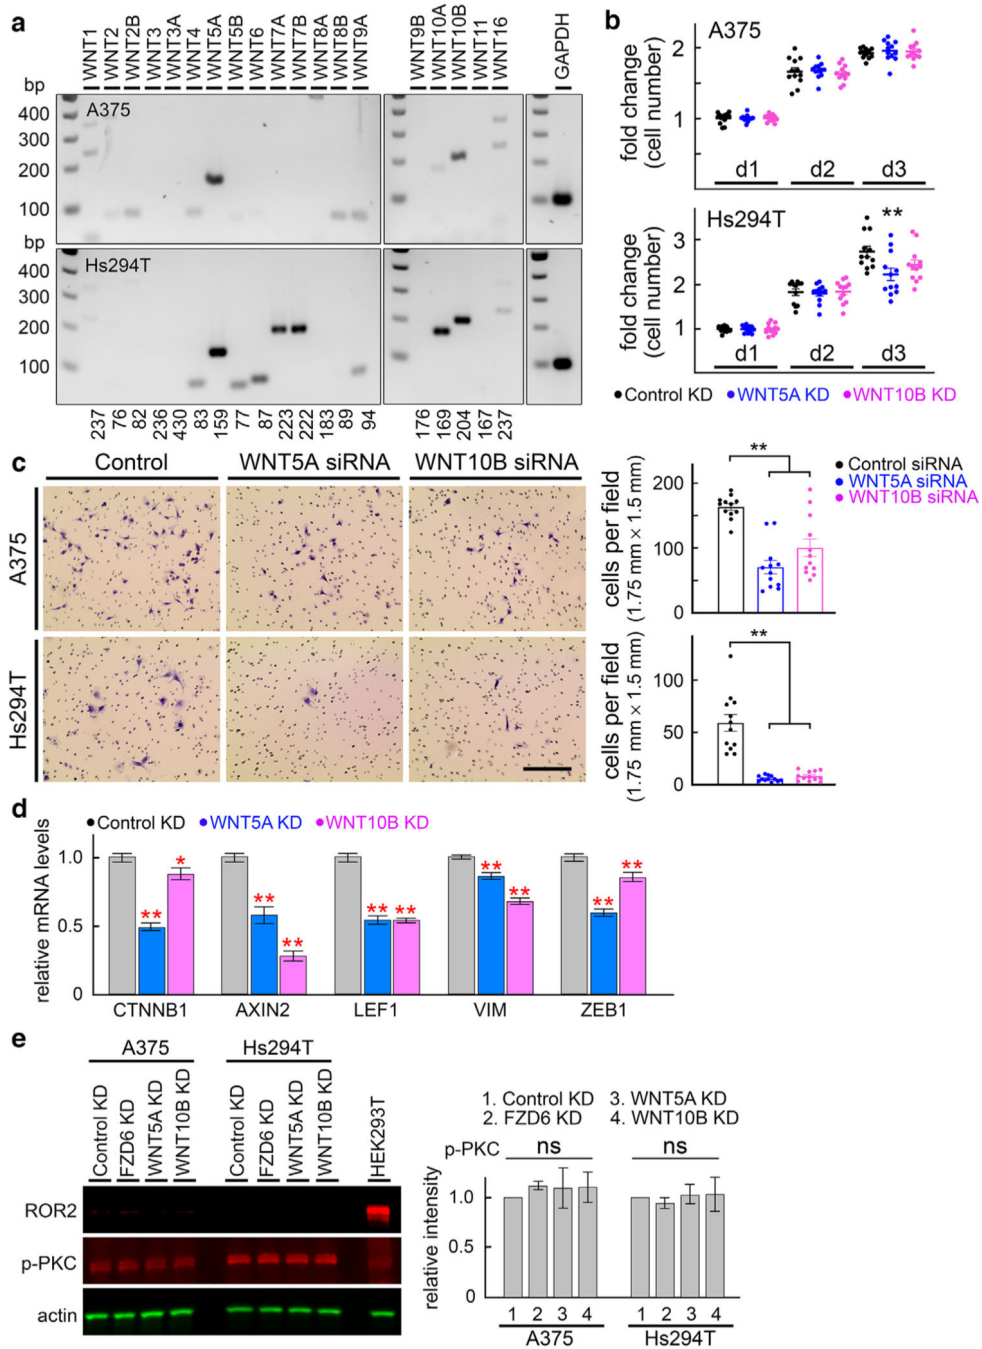 a
WNT1
WNT2
WNT2B
WNT3
WNT3A
WNT4
WNT5A
WNT5B
WNT6
WNT7A
WNT7B
WNT8A
WNT8B
WNT9A
WNT9B
WNT10A
WNT10B
WNT11
WNT16
GAPDH
bp
A375
400
300
200
100
bp
Hs294T
400
300
200
100
237
76
82
236
430
83
159
77
87
223
222
183
89
94
176
169
204
167
237
b
A375
fold change
(cell number)
2
1
d1 d2 d3
Hs294T
**
fold change
(cell number)
3
2
1
d1 d2 d3
Control KD WNT5A KD WNT10B KD
c
Control WNT5A siRNA WNT10B siRNA
A375
Hs294T
**
Control siRNA
WNT5A siRNA
WNT10B siRNA
cells per field
(1.75 mm × 1.5 mm)
200
100
0
**
cells per field
(1.75 mm × 1.5 mm)
100
50
0
d
Control KD WNT5A KD WNT10B KD
relative mRNA levels
1.0
0.5
0
** *
** **
** **
** **
** **
CTNNB1 AXIN2 LEF1 VIM ZEB1
e
A375 Hs294T
Control KD
FZD6 KD
WNT5A KD
WNT10B KD
Control KD
FZD6 KD
WNT5A KD
WNT10B KD
HEK293T
ROR2
p-PKC
actin
1. Control KD 3. WNT5A KD
2. FZD6 KD 4. WNT10B KD
p-PKC ns ns
relative intensity
1.0
0.5
0
1 2 3 4 1 2 3 4
A375 Hs294T